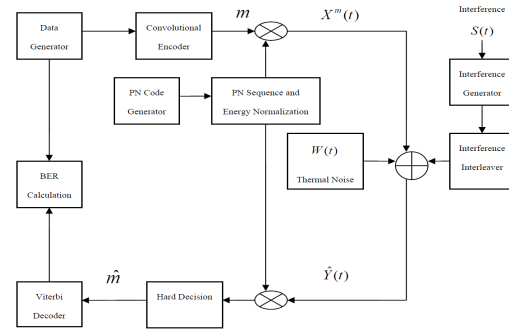 Data
Generator
Convolutional
Encoder
m
X^m(t)
Interference
S(t)
PN Code
Generator
PN Sequence and
Energy Normalization
Interference
Generator
W(t)
Thermal Noise
Interference
Interleaver
BER
Calculation
m̂
Ŷ(t)
Viterbi
Decoder
Hard Decision